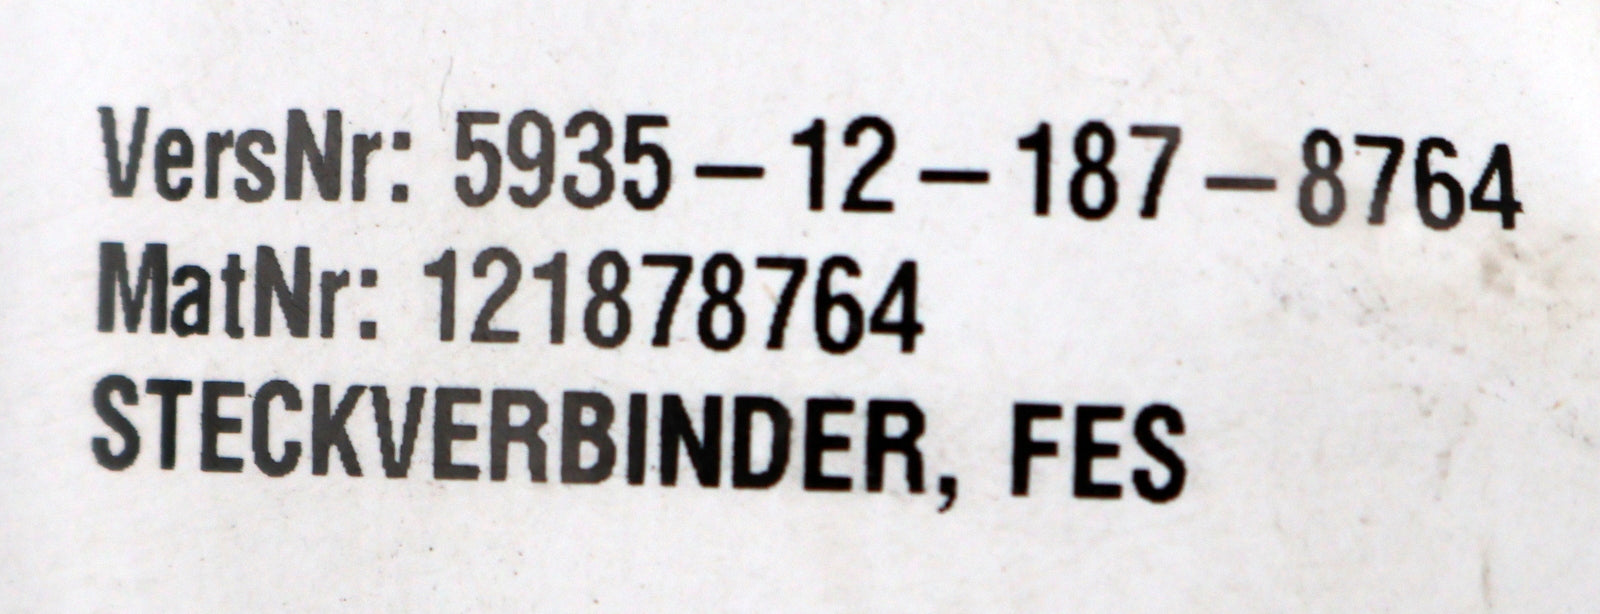 VersNr: 5935-12-187-8764
MatNr: 121878764
STECKVERBINDER, FES